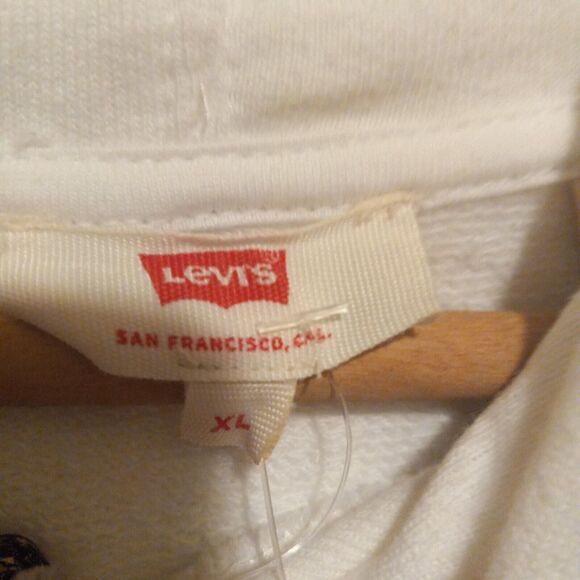 Levi's
SAN FRANCISCO, CAL.
XL